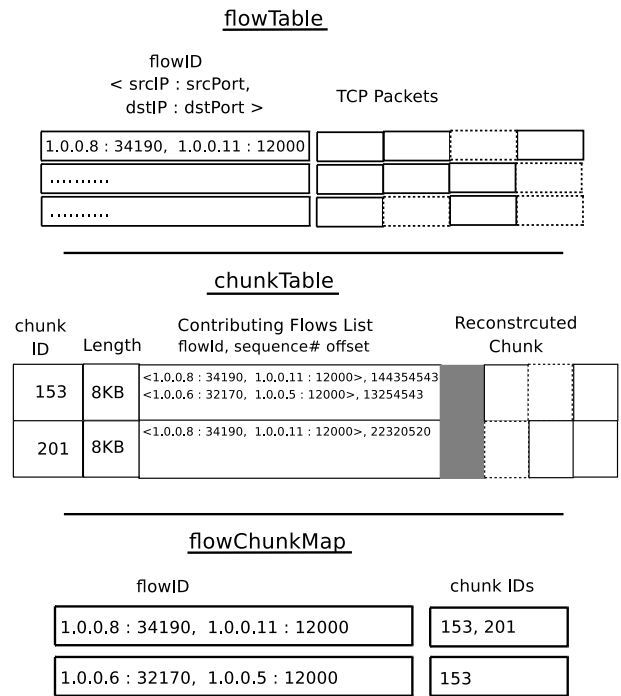 flowTable
flowID
< srcIP : srcPort,
dstIP : dstPort >
TCP Packets
1.0.0.8 : 34190, 1.0.0.11 : 12000
..........
..........
chunkTable
chunk
ID
Length
Contributing Flows List
flowId, sequence# offset
Reconstrcuted
Chunk
153
8KB
<1.0.0.8 : 34190, 1.0.0.11 : 12000>, 144354543
<1.0.0.6 : 32170, 1.0.0.5 : 12000>, 13254543
201
8KB
<1.0.0.8 : 34190, 1.0.0.11 : 12000>, 22320520
flowChunkMap
flowID
chunk IDs
1.0.0.8 : 34190, 1.0.0.11 : 12000
153, 201
1.0.0.6 : 32170, 1.0.0.5 : 12000
153